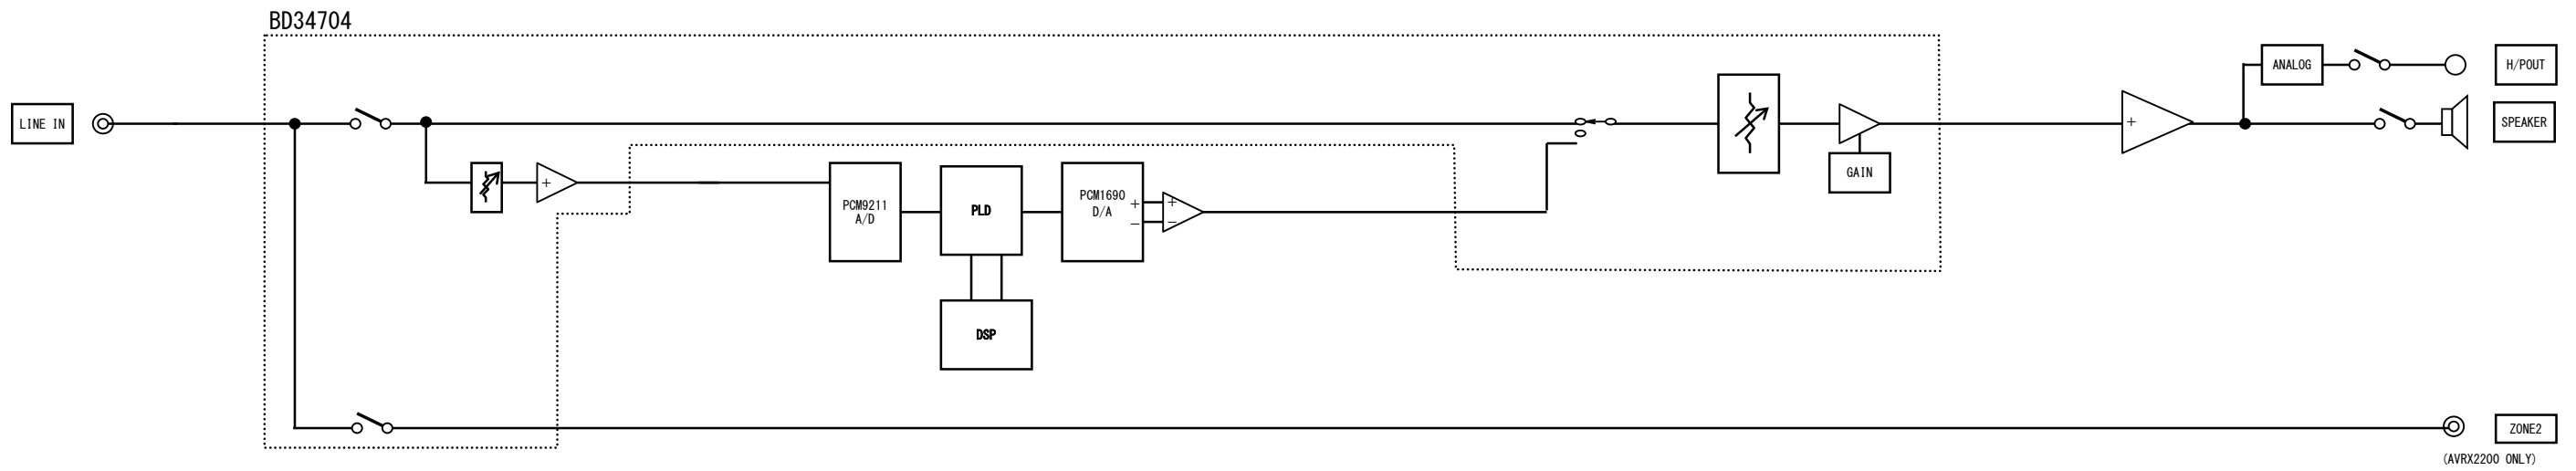 BD34704
LINE IN
ANALOG
H/POUT
SPEAKER
GAIN
PCM9211
A/D
PLD
PCM1690
D/A
+
-
+
-
+
+
DSP
ZONE2
(AVRX2200 ONLY)